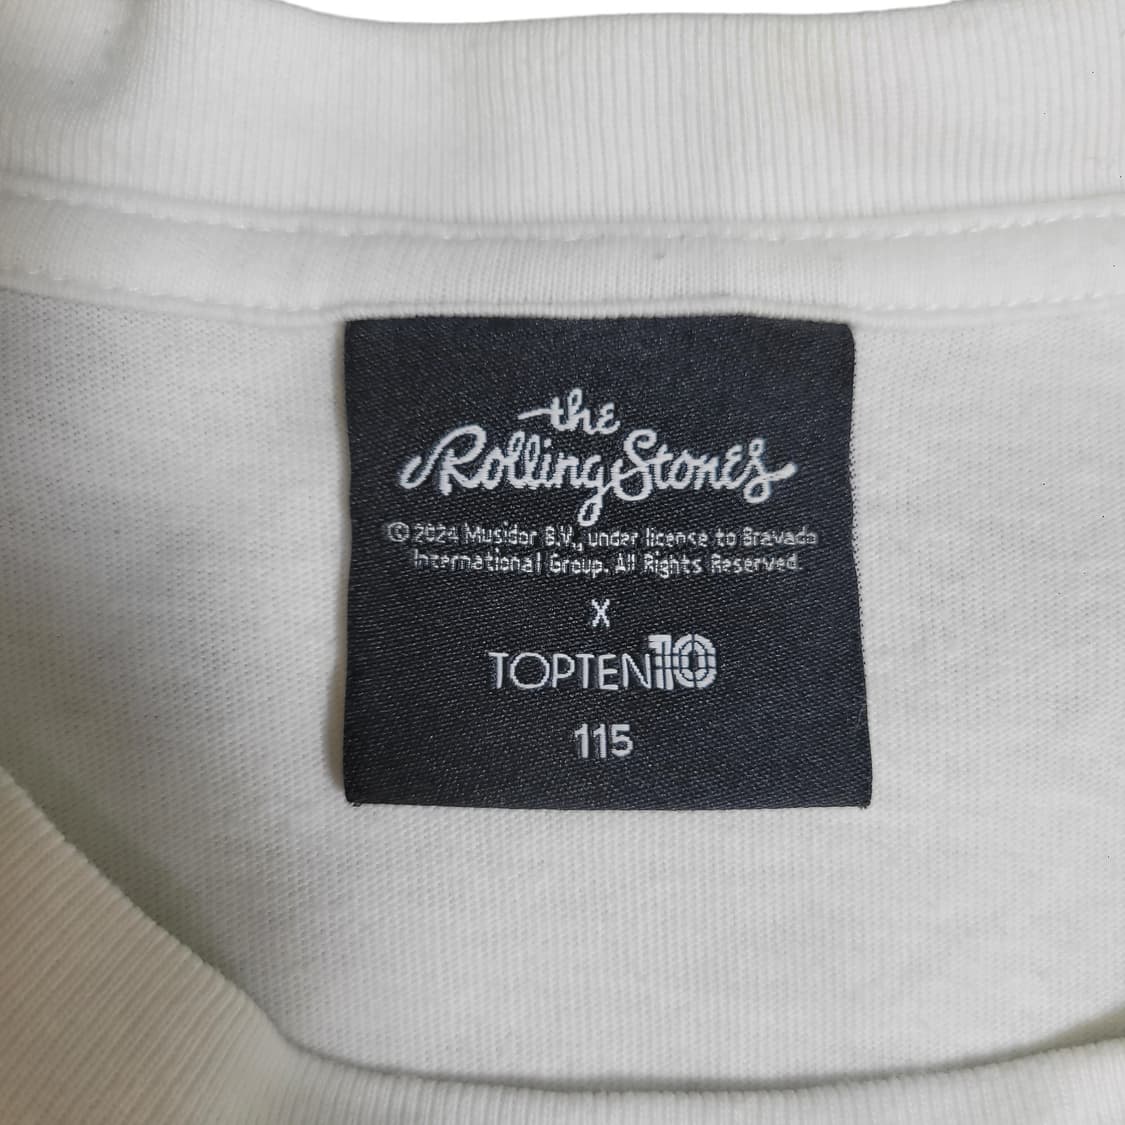 the
Rolling Stones
© 2024 Musidor B.V., under license to Bravado
International Group. All Rights Reserved.
X
TOPTEN10
115